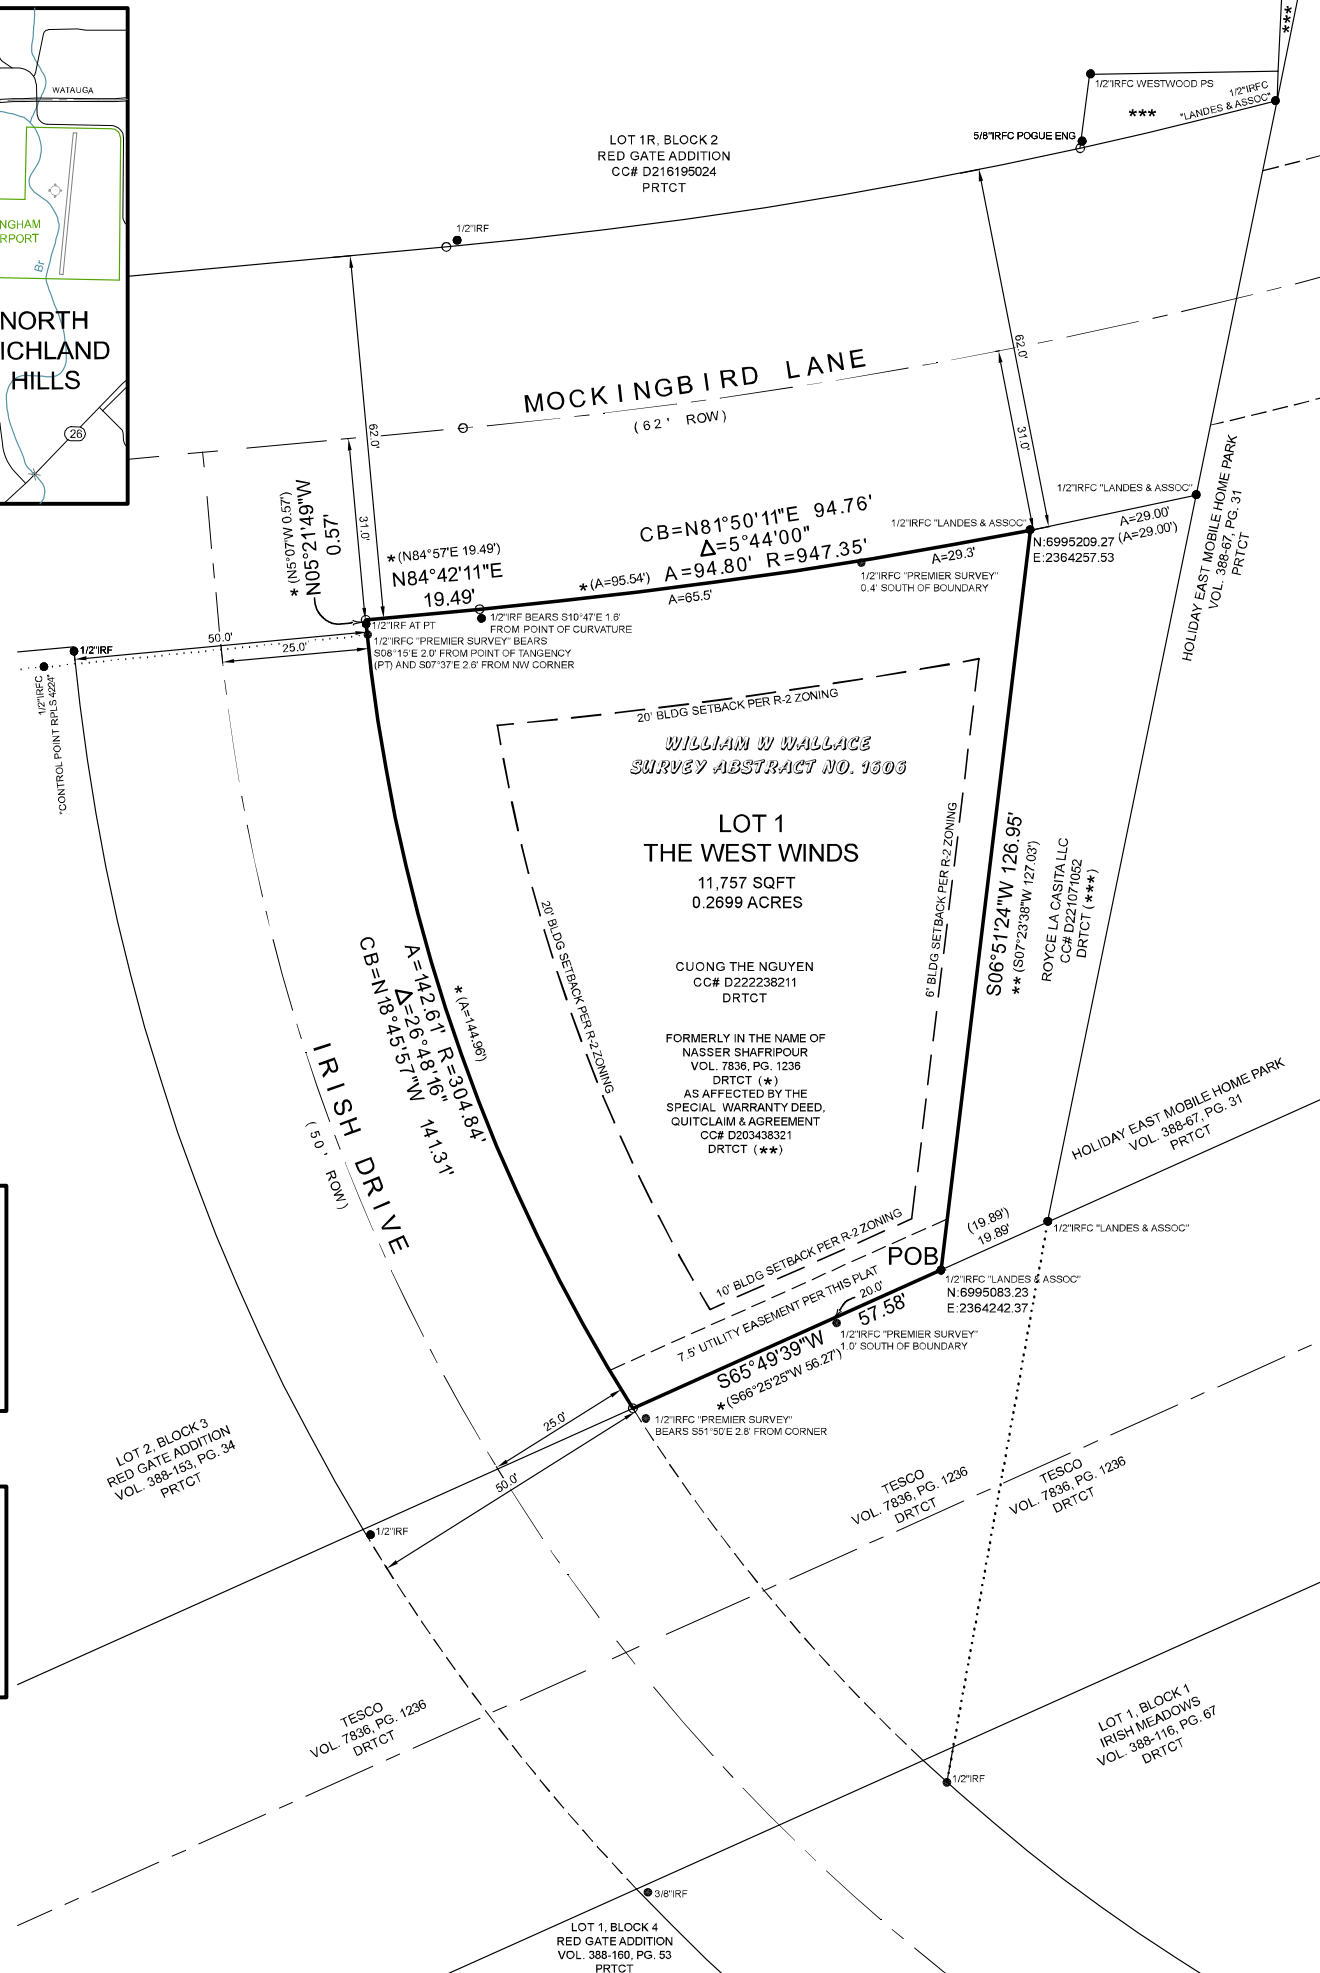 WATAUGA
NGHAM
RPORT
Br
NORTH
ICHLAND
HILLS
26
***
1/2"IRFC WESTWOOD PS
1/2"IRFC
"LANDES & ASSOC"
***
5/8"IRFC POGUE ENG
LOT 1R, BLOCK 2
RED GATE ADDITION
CC# D216195024
PRTCT
1/2"IRF
62.0'
62.0'
31.0'
31.0'
MOCKINGBIRD LANE
(62' ROW)
1/2"IRFC "LANDES & ASSOC"
A=29.00'
(A=29.00')
HOLIDAY EAST MOBILE HOME PARK
VOL. 388-67, PG. 31
PRTCT
*(N5°07'W 0.57')
N05°21'49"W
0.57'
*(N84°57'E 19.49')
N84°42'11"E
19.49'
CB=N81°50'11"E 94.76'
Δ=5°44'00"
*(A=95.54') A=94.80' R=947.35'
A=65.5'
A=29.3'
1/2"IRFC "LANDES & ASSOC"
N:6995209.27
E:2364257.53
1/2"IRFC "PREMIER SURVEY"
0.4' SOUTH OF BOUNDARY
1/2"IRF BEARS S10°47'E 1.6'
FROM POINT OF CURVATURE
1/2"IRF AT PT
1/2"IRFC "PREMIER SURVEY" BEARS
S08°15'E 2.0' FROM POINT OF TANGENCY
(PT) AND S07°37'E 2.6' FROM NW CORNER
50.0'
25.0'
1/2"IRF
1/2"IRFC
"CONTROL POINT RPLS 4224"
20' BLDG SETBACK PER R-2 ZONING
WILLIAM W WALLACE
SURVEY ABSTRACT NO. 1606
LOT 1
THE WEST WINDS
11,757 SQFT
0.2699 ACRES
CUONG THE NGUYEN
CC# D222238211
DRTCT
FORMERLY IN THE NAME OF
NASSER SHAFRIPOUR
VOL. 7836, PG. 1236
DRTCT (*)
AS AFFECTED BY THE
SPECIAL WARRANTY DEED,
QUITCLAIM & AGREEMENT
CC# D203438321
DRTCT (**)
20' BLDG SETBACK PER R-2 ZONING
6' BLDG SETBACK PER R-2 ZONING
S06°51'24"W 126.95'
**(S07°23'38"W 127.03')
ROYCE LA CASITA LLC
CC# D221071052
DRTCT (***)
*(A=144.96')
A=142.61' R=304.84'
Δ=26°48'16"
CB=N18°45'57"W 141.31'
IRISH DRIVE
(50' ROW)
HOLIDAY EAST MOBILE HOME PARK
VOL. 388-67, PG. 31
PRTCT
10' BLDG SETBACK PER R-2 ZONING
7.5' UTILITY EASEMENT PER THIS PLAT
POB
(19.89')
19.89'
1/2"IRFC "LANDES & ASSOC"
1/2"IRFC "LANDES & ASSOC"
N:6995083.23
E:2364242.37
20.0'
S65°49'39"W 57.58'
*(S66°25'25"W 56.27')
1/2"IRFC "PREMIER SURVEY"
1.0' SOUTH OF BOUNDARY
1/2"IRFC "PREMIER SURVEY"
BEARS S51°50'E 2.8' FROM CORNER
25.0'
50.0'
LOT 2, BLOCK 3
RED GATE ADDITION
VOL. 388-153, PG. 34
PRTCT
1/2"IRF
TESCO
VOL. 7836, PG. 1236
DRTCT
TESCO
VOL. 7836, PG. 1236
DRTCT
TESCO
VOL. 7836, PG. 1236
DRTCT
LOT 1, BLOCK 1
IRISH MEADOWS
VOL. 388-116, PG. 67
DRTCT
1/2"IRF
3/8"IRF
LOT 1, BLOCK 4
RED GATE ADDITION
VOL. 388-160, PG. 53
PRTCT